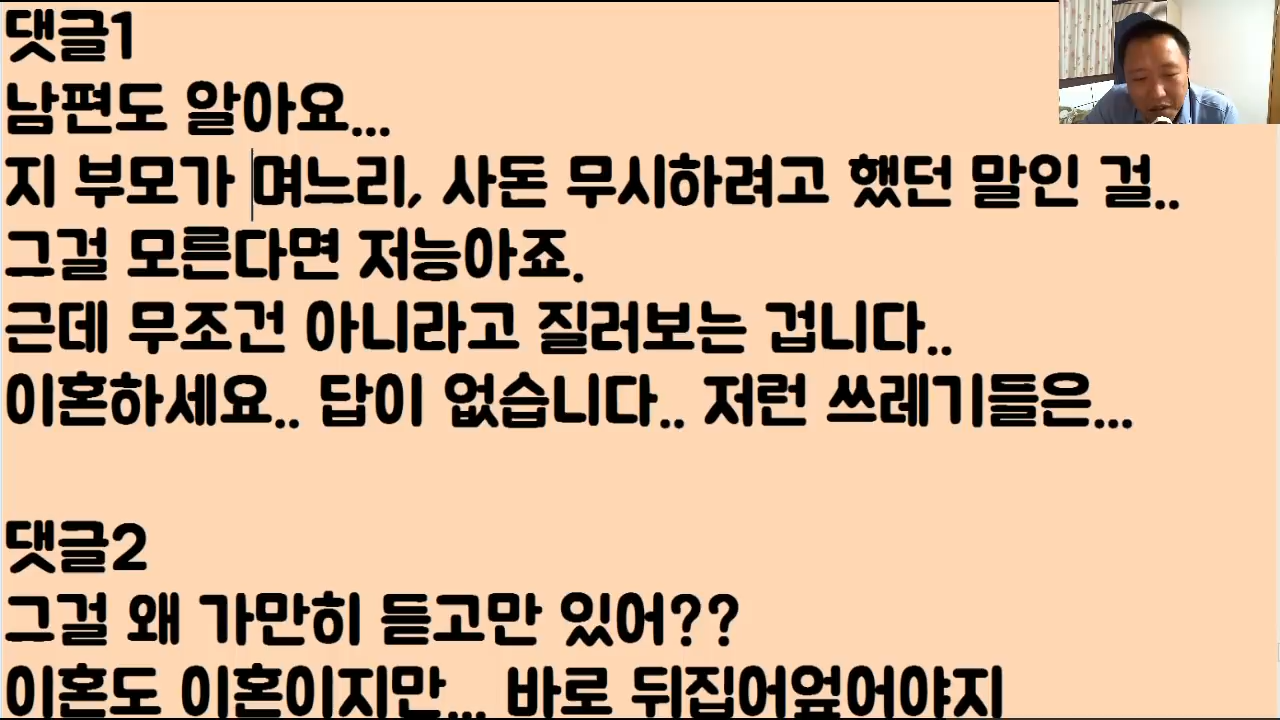 댓글1
남편도 알아요...
지 부모가 며느리, 사돈 무시하려고 했던 말인 걸..
그걸 모른다면 저능아죠.
근데 무조건 아니라고 질러보는 겁니다..
이혼하세요.. 답이 없습니다.. 저런 쓰레기들은...
댓글2
그걸 왜 가만히 듣고만 있어??
이혼도 이혼이지만... 바로 뒤집어엎어야지